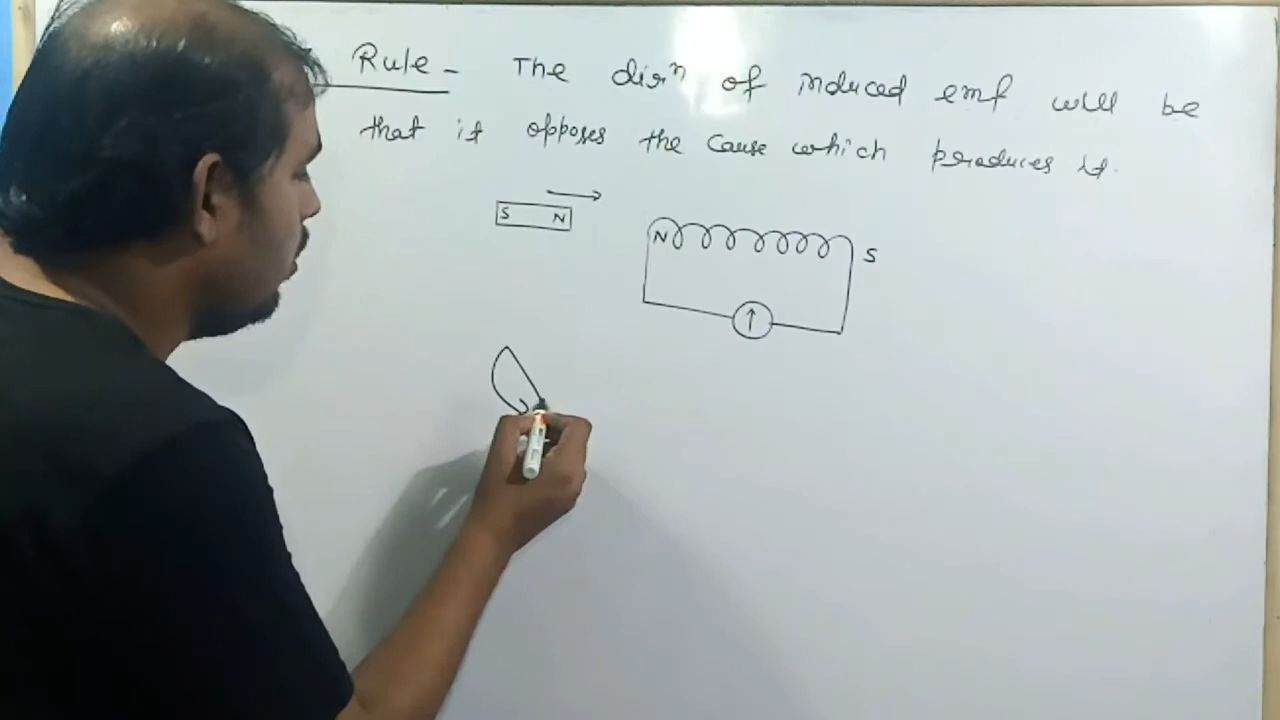 Rule - The dirⁿ of induced emf will be
that it opposes the cause which produces it.
S N
N S